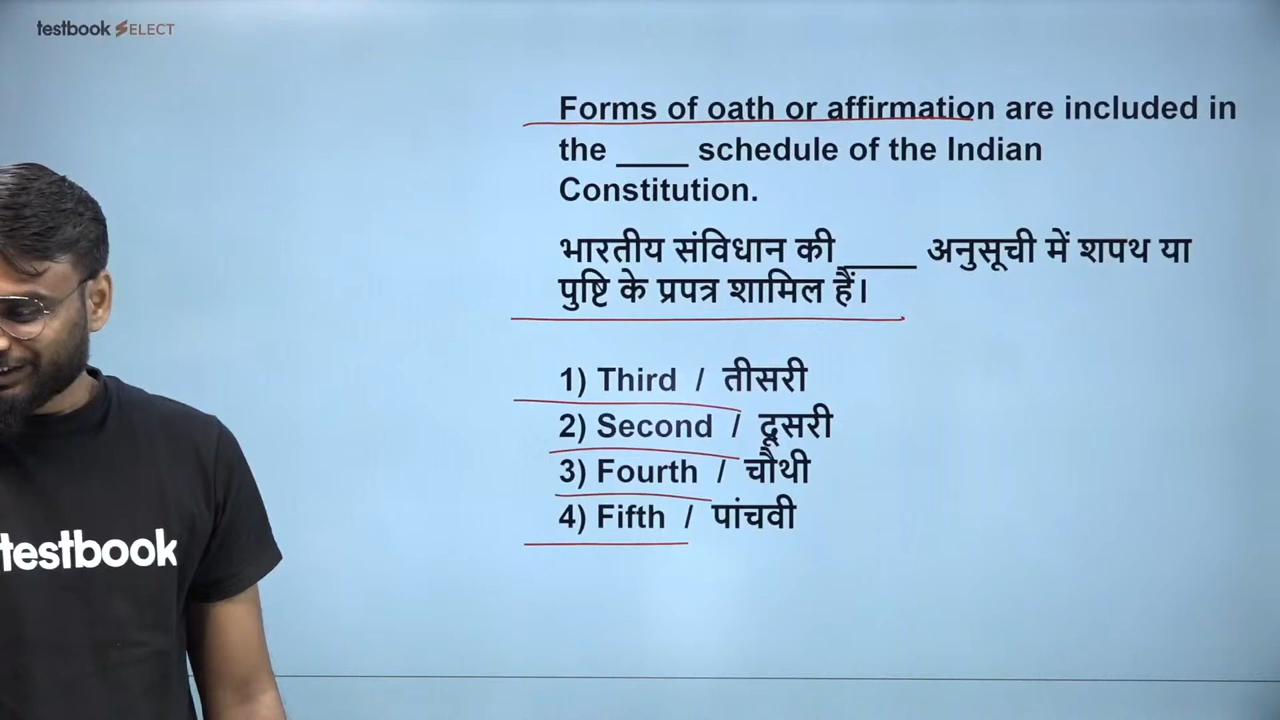 testbook SELECT
Forms of oath or affirmation are included in
the ____ schedule of the Indian
Constitution.
भारतीय संविधान की ____ अनुसूची में शपथ या
पुष्टि के प्रपत्र शामिल हैं।
1) Third / तीसरी
2) Second / दूसरी
3) Fourth / चौथी
4) Fifth / पांचवी
testbook